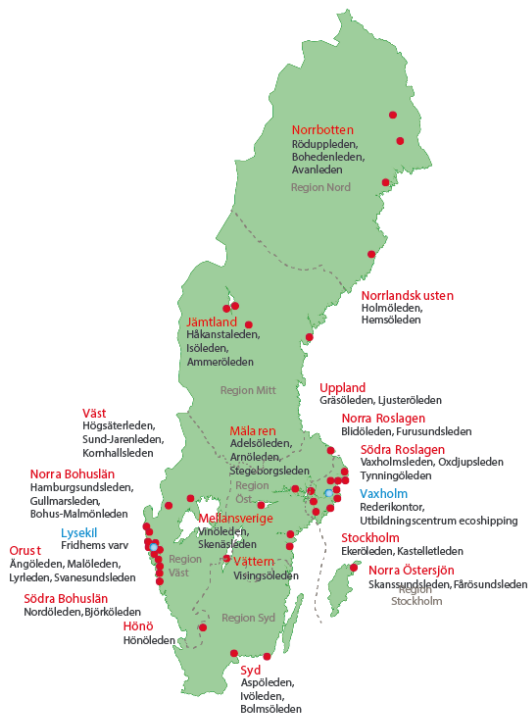 Norrbotten
Röduppleden,
Bohedenleden,
Avanleden
Region Nord
Norrlandskusten
Holmöleden,
Hemsöleden
Jämtland
Håkanstaleden,
Isöleden,
Ammeröleden
Region Mitt
Uppland
Gräsöleden, Ljusteröleden
Väst
Högsäterleden,
Sund-Jarenleden,
Kornhallsleden
Mälaren
Adelsöleden,
Arnöleden,
Stegeborgsleden
Region
Öst
Norra Roslagen
Blidöleden, Furusundsleden
Södra Roslagen
Vaxholmsleden, Oxdjupsleden
Tynningöleden
Norra Bohuslän
Hamburgsundsleden,
Gullmarsleden,
Bohus-Malmönleden
Vaxholm
Rederikontor,
Utbildningscentrum ecoshipping
Mellansverige
Vinöleden,
Skenäsleden
Lysekil
Fridhems varv
Stockholm
Ekeröleden, Kastelletleden
Orust
Ängöleden, Malöleden,
Lyrleden, Svanesundsleden
Region
Väst
Vättern
Visingsöleden
Norra Östersjön
Skanssundsleden, Fårösundsleden
Region
Stockholm
Södra Bohuslän
Nordöleden, Björköleden
Hönö
Hönöleden
Region Syd
Syd
Aspöleden,
Ivöleden,
Bolmsöleden